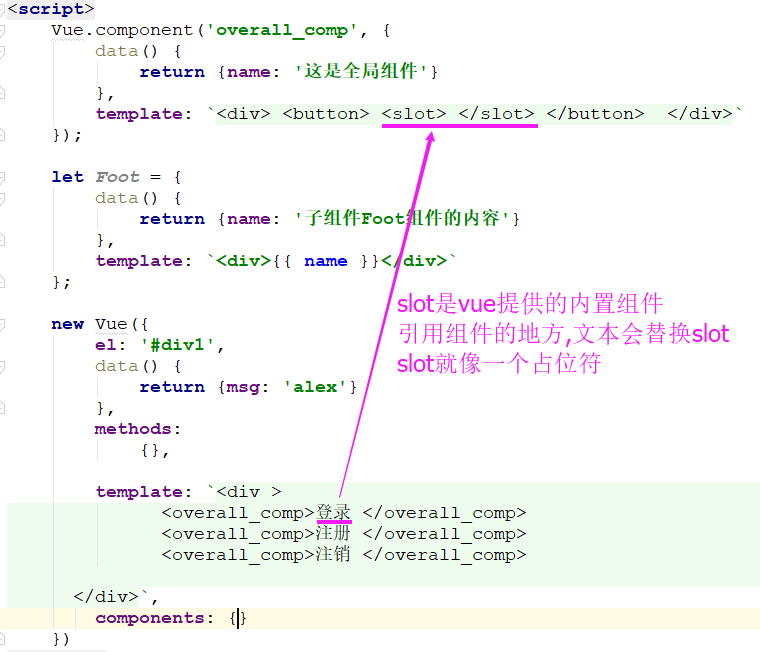 <script>
Vue.component('overall_comp', {
data() {
return {name: '这是全局组件'}
},
template: `<div> <button> <slot> </slot> </button>  </div>`
});
let Foot = {
data() {
return {name: '子组件Foot组件的内容'}
},
template: `<div>{{ name }}</div>`
};
slot是vue提供的内置组件
引用组件的地方,文本会替换slot
slot就像一个占位符
new Vue({
el: '#div1',
data() {
return {msg: 'alex'}
},
methods:
{},
template: `<div >
<overall_comp>登录 </overall_comp>
<overall_comp>注册 </overall_comp>
<overall_comp>注销 </overall_comp>
</div>`,
components: {}
})